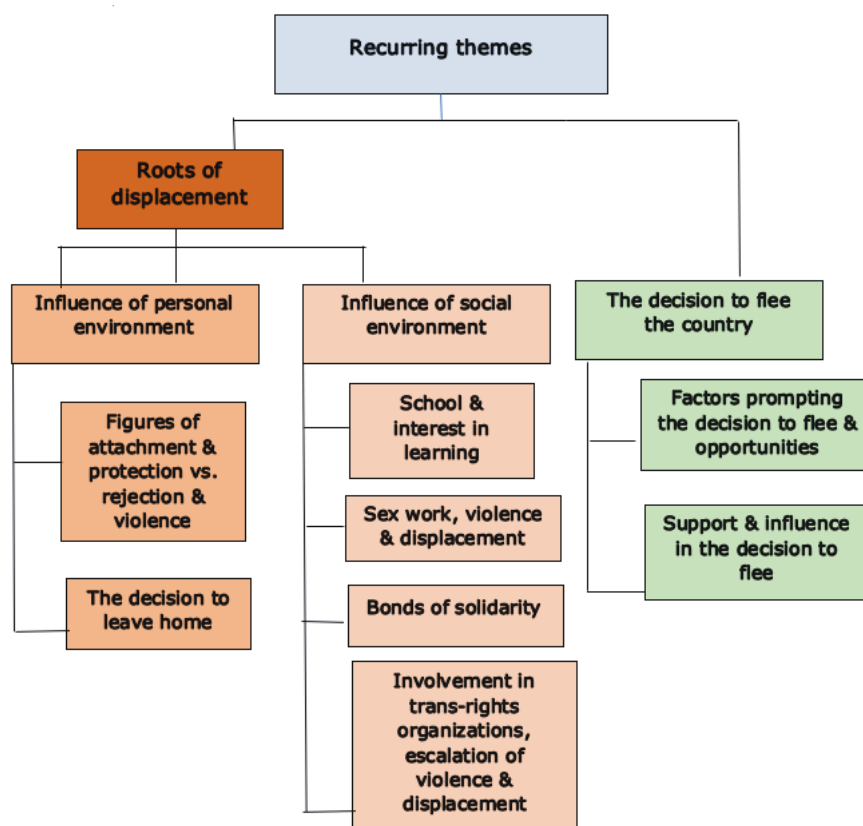 Recurring themes
Roots of
displacement
Influence of personal
environment
Figures of
attachment &
protection vs.
rejection &
violence
The decision to
leave home
Influence of social
environment
School &
interest in
learning
Sex work, violence
& displacement
Bonds of solidarity
Involvement in
trans-rights
organizations,
escalation of
violence &
displacement
The decision to flee
the country
Factors prompting
the decision to flee &
opportunities
Support & influence
in the decision to
flee